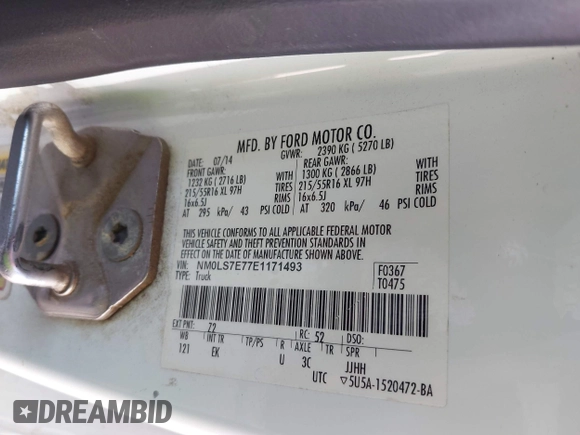 MFD. BY FORD MOTOR CO.
DATE: 07/14 GVWR: 2390 KG ( 5270 LB)
FRONT GAWR: REAR GAWR:
1232 KG ( 2716 LB) WITH 1300 KG ( 2866 LB) WITH
215/55R16 XL 97H TIRES 215/55R16 XL 97H TIRES
16x6.5J RIMS 16x6.5J RIMS
AT 295 kPa/ 43 PSI COLD AT 320 kPa/ 46 PSI COLD
THIS VEHICLE CONFORMS TO ALL APPLICABLE FEDERAL MOTOR
VEHICLE SAFETY AND THEFT PREVENTION STANDARDS IN
EFFECT ON THE DATE OF MANUFACTURE SHOWN ABOVE.
VIN: NM0LS7E77E1171493 F0367
TYPE: Truck T0475
EXT PNT: Z2 RC: 52 DSO:
WB INT TR TP/PS R AXLE TR SPR
121 EK U 3C JJHH
UTC ▽5U5A-1520472-BA
DREAMBID